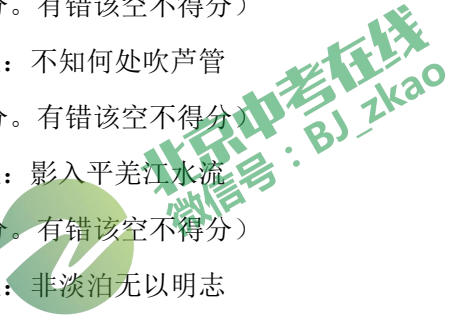 分。有错该空不得分）
：不知何处吹芦管
分。有错该空不得分）
：影入平羌江水流
分。有错该空不得分）
：非淡泊无以明志
北京中考在线
微信号：BJ_zkao